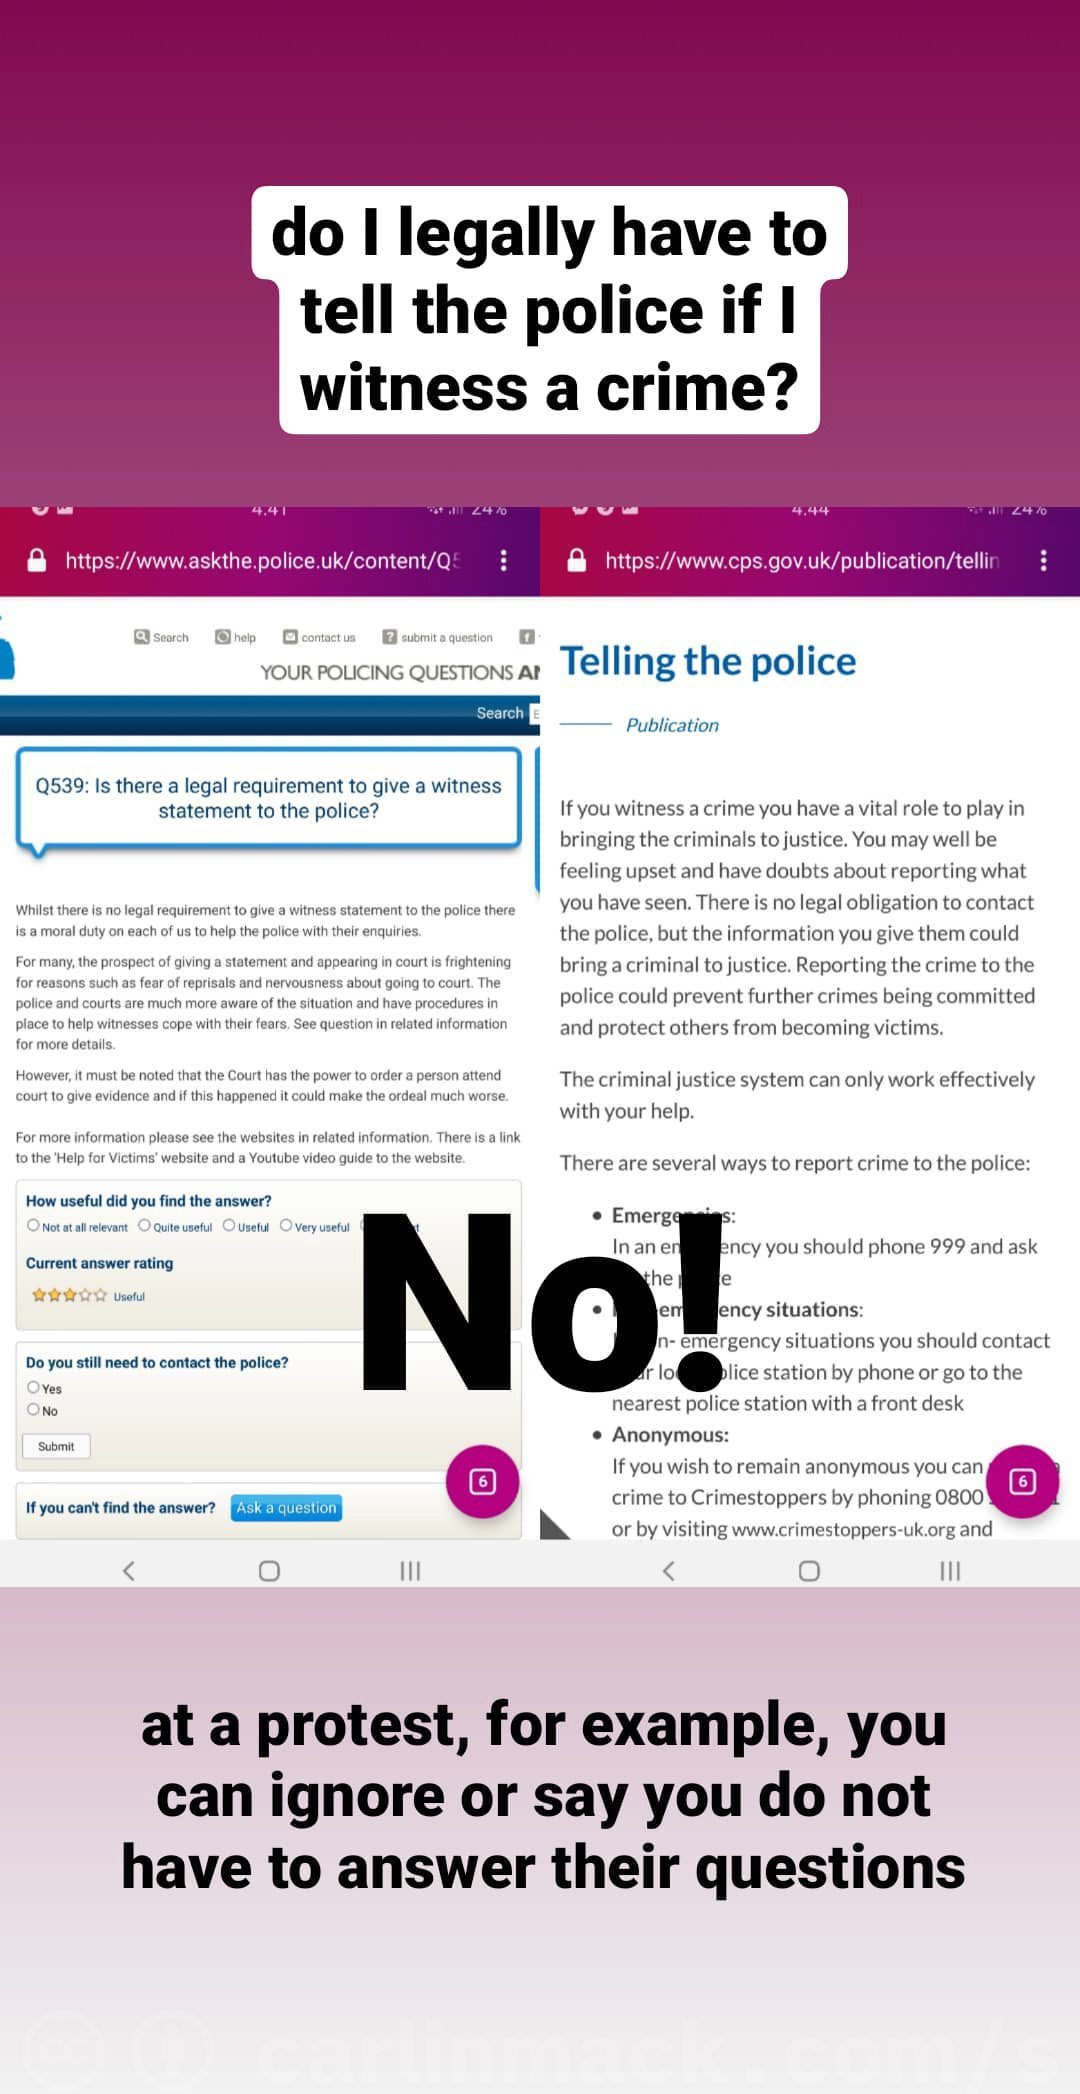 do I legally have to
tell the police if I
witness a crime?
4:41
24%
https://www.askthe.police.uk/content/Q5
Search
help
contact us
submit a question
YOUR POLICING QUESTIONS AN
Search
Q539: Is there a legal requirement to give a witness
statement to the police?
Whilst there is no legal requirement to give a witness statement to the police there
is a moral duty on each of us to help the police with their enquiries.
For many, the prospect of giving a statement and appearing in court is frightening
for reasons such as fear of reprisals and nervousness about going to court. The
police and courts are much more aware of the situation and have procedures in
place to help witnesses cope with their fears. See question in related information
for more details.
However, it must be noted that the Court has the power to order a person attend
court to give evidence and if this happened it could make the ordeal much worse.
For more information please see the websites in related information. There is a link
to the 'Help for Victims' website and a Youtube video guide to the website.
How useful did you find the answer?
Not at all relevant Quite useful Useful Very useful
Current answer rating
Useful
Do you still need to contact the police?
Yes
No
Submit
If you can't find the answer? Ask a question
6
4:44
24%
https://www.cps.gov.uk/publication/tellin
Telling the police
Publication
If you witness a crime you have a vital role to play in
bringing the criminals to justice. You may well be
feeling upset and have doubts about reporting what
you have seen. There is no legal obligation to contact
the police, but the information you give them could
bring a criminal to justice. Reporting the crime to the
police could prevent further crimes being committed
and protect others from becoming victims.
The criminal justice system can only work effectively
with your help.
There are several ways to report crime to the police:
• Emergencies:
In an emergency you should phone 999 and ask
the
• situations:
emergency situations you should contact
police station by phone or go to the
nearest police station with a front desk
• Anonymous:
If you wish to remain anonymous you can
crime to Crimestoppers by phoning 0800
or by visiting www.crimestoppers-uk.org and
6
No!
at a protest, for example, you
can ignore or say you do not
have to answer their questions
cc carlinmack.com/s